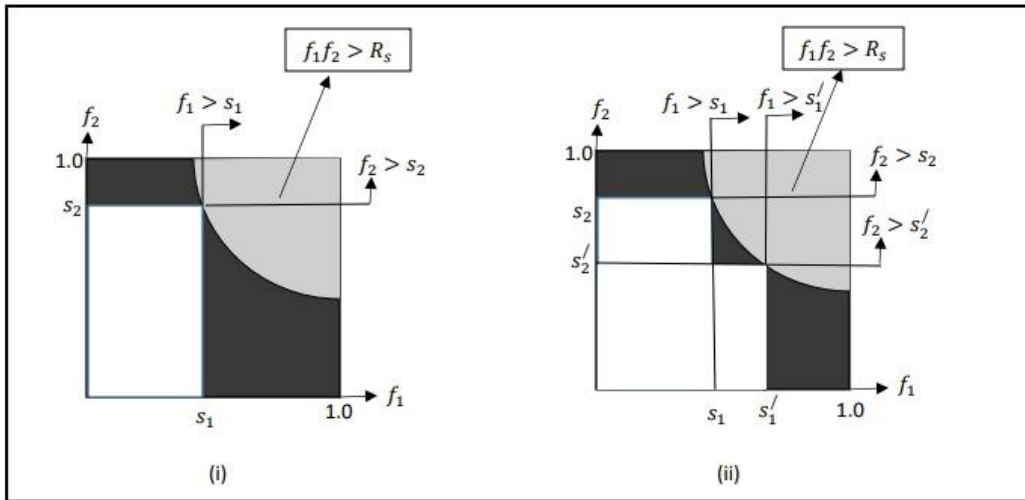 f₁f₂ > Rₛ
f₁ > s₁
f₂
1.0
f₂ > s₂
s₂
f₁
s₁
1.0
(i)
f₁f₂ > Rₛ
f₁ > s₁
f₁ > s₁′
f₂
1.0
f₂ > s₂
s₂
f₂ > s₂′
s₂′
f₁
s₁
s₁′
1.0
(ii)